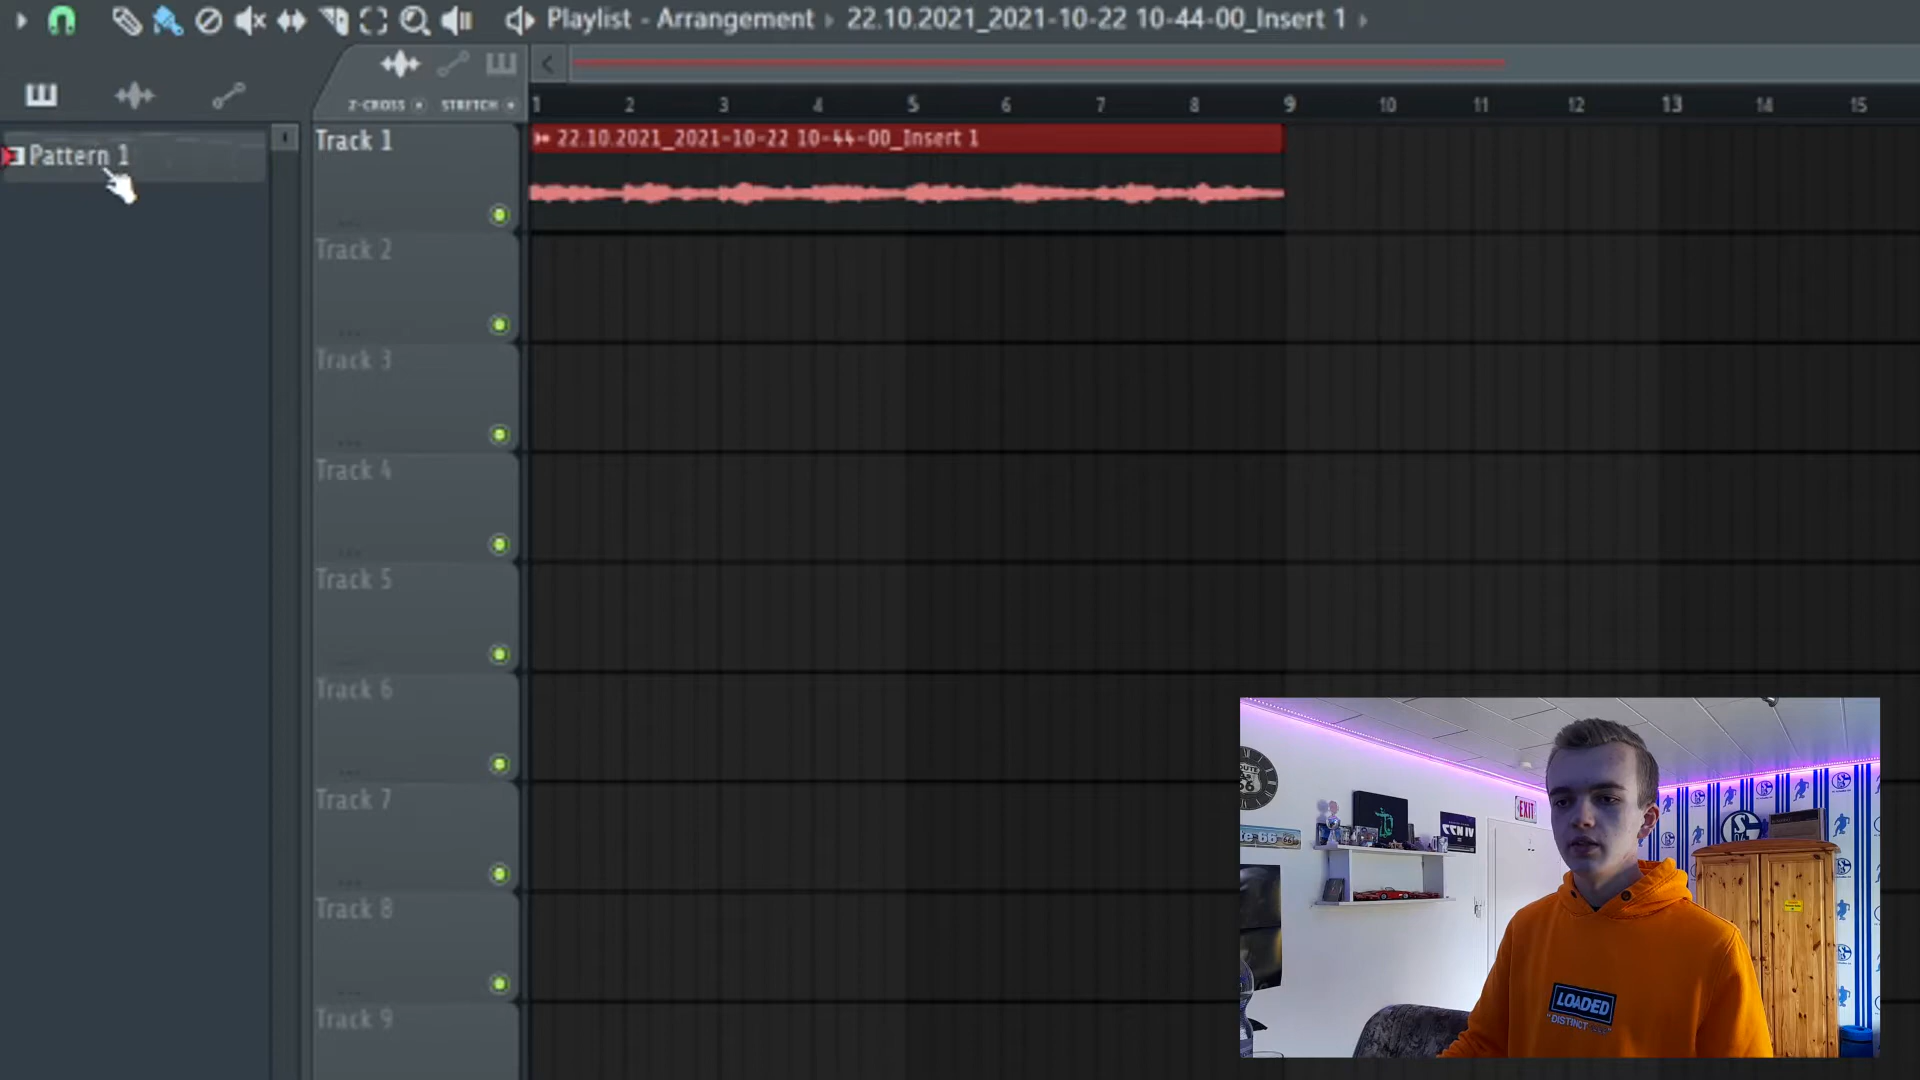 Playlist - Arrangement
22.10.2021_2021-10-22 10-44-00_Insert 1
Z-CROSS
STRETCH
1 2 3 4 5 6 7 8 9 10 11 12 13 14 15
Pattern 1
Track 1
22.10.2021_2021-10-22 10-44-00_Insert 1
Track 2
Track 3
Track 4
Track 5
Track 6
Track 7
Track 8
Track 9
66
66
EXIT
LOADED
DISTINCT